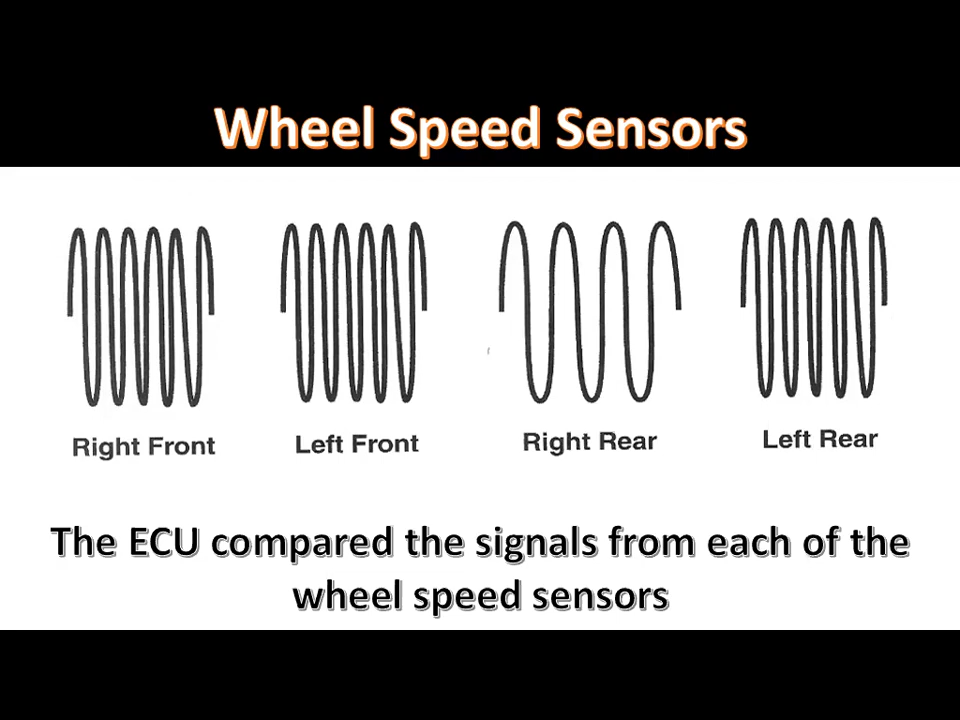 Wheel Speed Sensors
Right Front
Left Front
Right Rear
Left Rear
The ECU compared the signals from each of the
wheel speed sensors